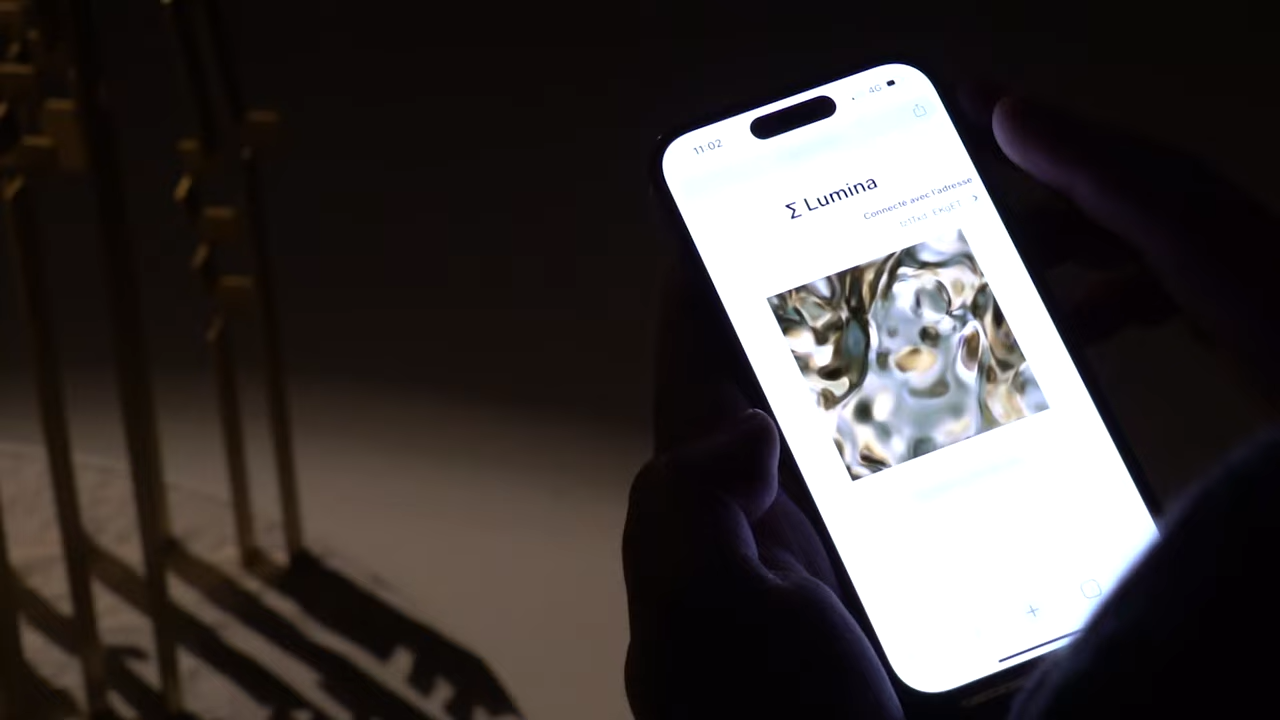 11:02
4G
Σ Lumina
Connecté avec l'adresse